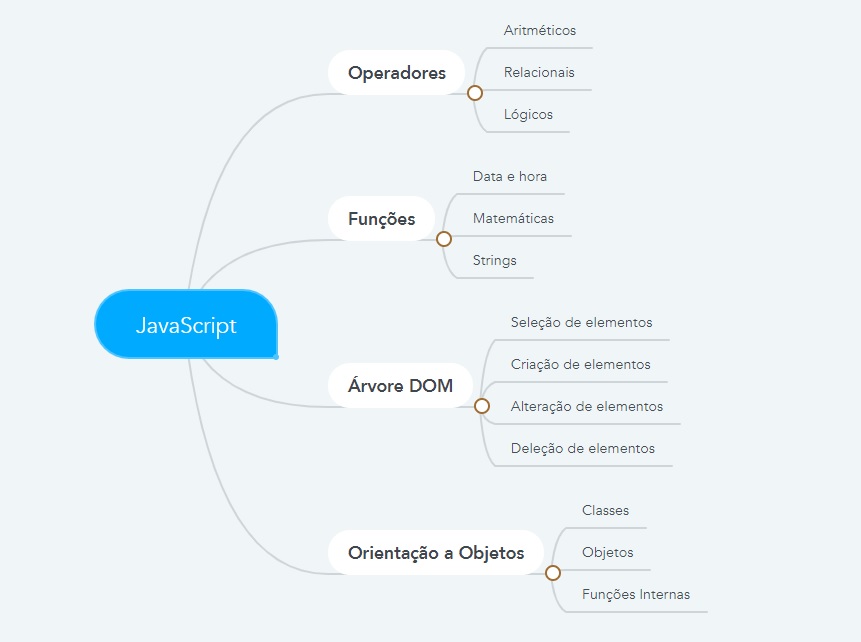 JavaScript
Operadores
Aritméticos
Relacionais
Lógicos
Funções
Data e hora
Matemáticas
Strings
Árvore DOM
Seleção de elementos
Criação de elementos
Alteração de elementos
Deleção de elementos
Orientação a Objetos
Classes
Objetos
Funções Internas